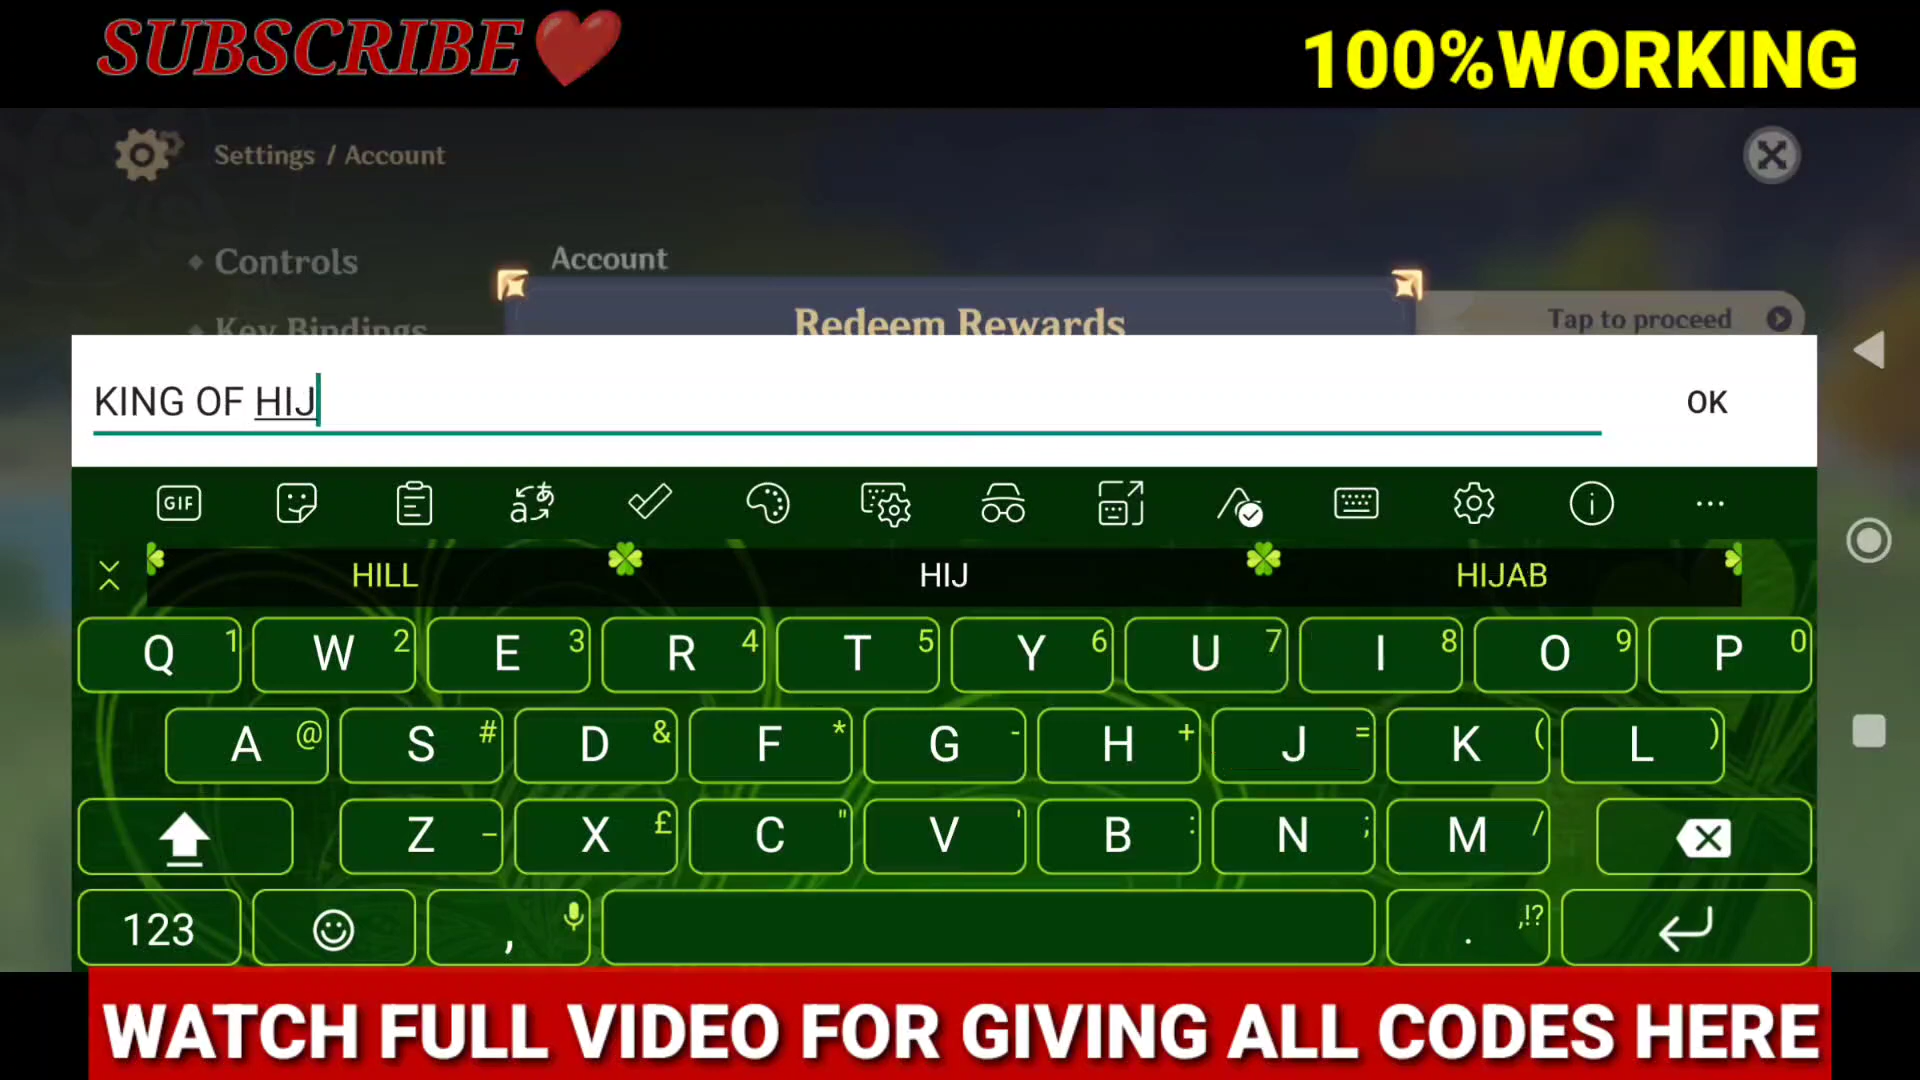 SUBSCRIBE❤️
100%WORKING
Settings / Account
Controls
Account
Key Bindings
Redeem Rewards
Tap to proceed
KING OF HIJ
OK
GIF
HILL HIJ HIJAB
Q 1 W 2 E 3 R 4 T 5 Y 6 U 7 I 8 O 9 P 0
A @ S # D & F * G - H + J = K ( L )
Z _ X £ C " V ' B : N ; M /
123 , . ,!?
WATCH FULL VIDEO FOR GIVING ALL CODES HERE